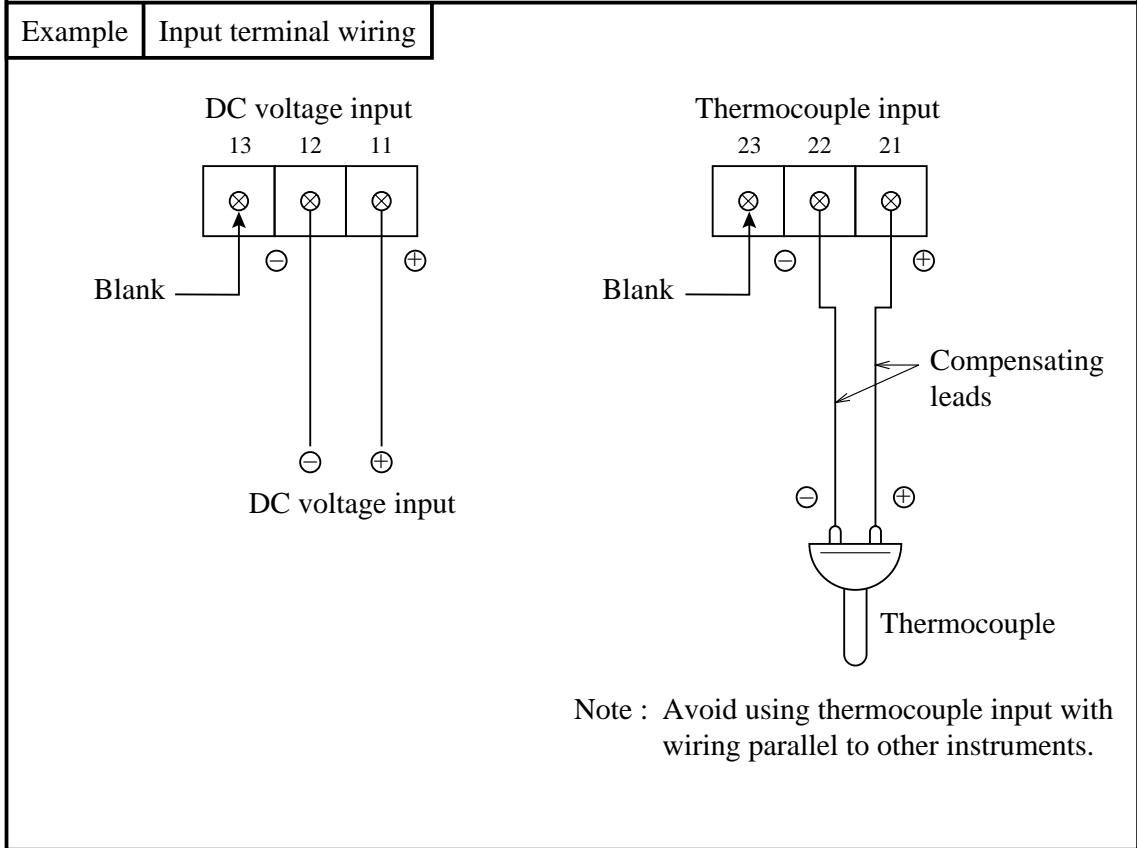 Example Input terminal wiring
DC voltage input
13 12 11
⊖ ⊕
Blank
⊖ ⊕
DC voltage input
Thermocouple input
23 22 21
⊖ ⊕
Blank
Compensating
leads
⊖ ⊕
Thermocouple
Note : Avoid using thermocouple input with
wiring parallel to other instruments.